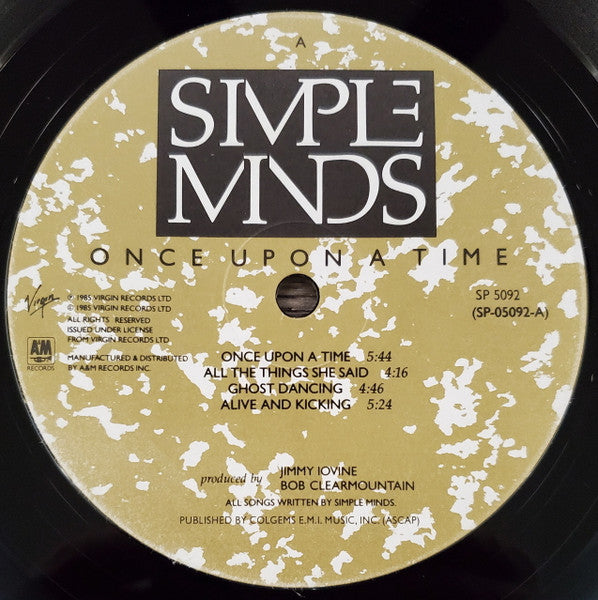 A
SIMPLE
MINDS
ONCE UPON A TIME
Virgin
℗ 1985 VIRGIN RECORDS LTD
© 1985 VIRGIN RECORDS LTD
ALL RIGHTS RESERVED
ISSUED UNDER LICENSE
FROM VIRGIN RECORDS LTD
A&M
RECORDS
MANUFACTURED & DISTRIBUTED
BY A&M RECORDS INC.
SP 5092
(SP-05092-A)
ONCE UPON A TIME 5:44
ALL THE THINGS SHE SAID 4:16
GHOST DANCING 4:46
ALIVE AND KICKING 5:24
produced by JIMMY IOVINE
BOB CLEARMOUNTAIN
ALL SONGS WRITTEN BY SIMPLE MINDS.
PUBLISHED BY COLGEMS E.M.I. MUSIC, INC. (ASCAP)